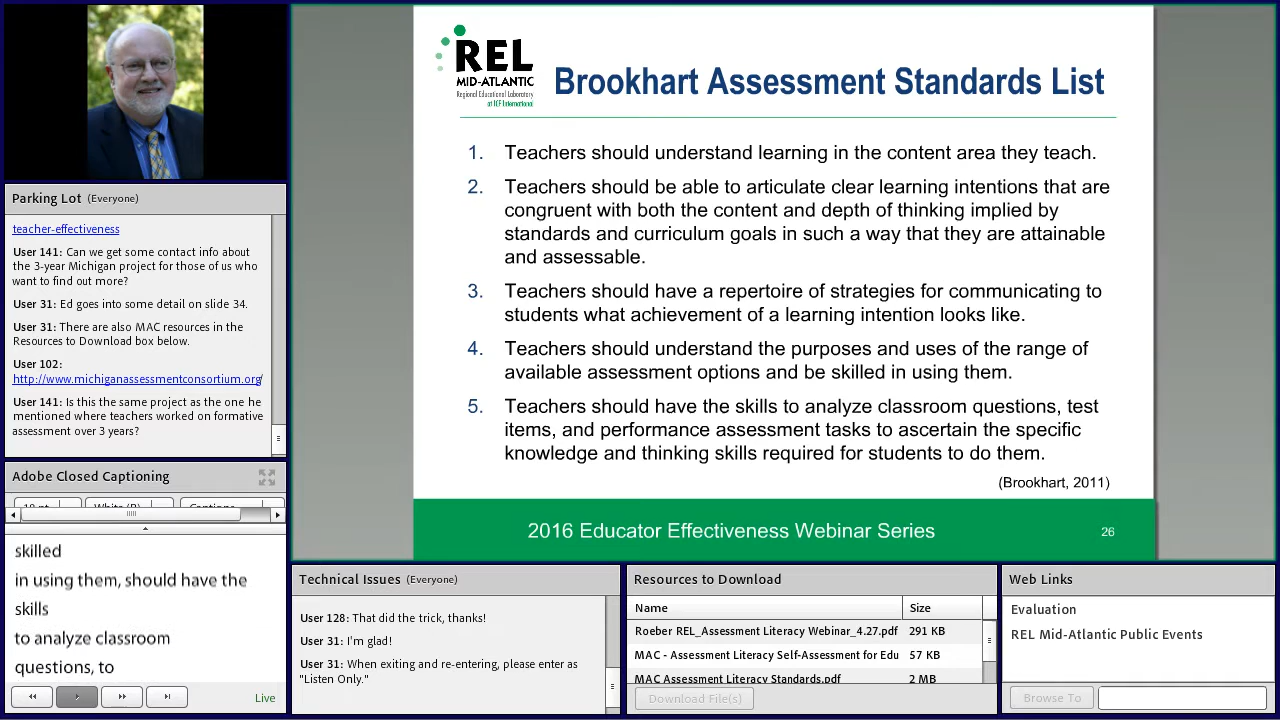 REL
MID-ATLANTIC
Regional Educational Laboratory
at ICF International
Brookhart Assessment Standards List
1. Teachers should understand learning in the content area they teach.
2. Teachers should be able to articulate clear learning intentions that are
congruent with both the content and depth of thinking implied by
standards and curriculum goals in such a way that they are attainable
and assessable.
3. Teachers should have a repertoire of strategies for communicating to
students what achievement of a learning intention looks like.
4. Teachers should understand the purposes and uses of the range of
available assessment options and be skilled in using them.
5. Teachers should have the skills to analyze classroom questions, test
items, and performance assessment tasks to ascertain the specific
knowledge and thinking skills required for students to do them.
(Brookhart, 2011)
2016 Educator Effectiveness Webinar Series
26
Parking Lot (Everyone)
teacher-effectiveness
User 141: Can we get some contact info about
the 3-year Michigan project for those of us who
want to find out more?
User 31: Ed goes into some detail on slide 34.
User 31: There are also MAC resources in the
Resources to Download box below.
User 102:
http://www.michiganassessmentconsortium.org/
User 141: Is this the same project as the one he
mentioned where teachers worked on formative
assessment over 3 years?
Adobe Closed Captioning
skilled
in using them, should have the
skills
to analyze classroom
questions, to
Live
Technical Issues (Everyone)
User 128: That did the trick, thanks!
User 31: I'm glad!
User 31: When exiting and re-entering, please enter as
"Listen Only."
Resources to Download
Name Size
Roeber REL_Assessment Literacy Webinar_4.27.pdf 291 KB
MAC - Assessment Literacy Self-Assessment for Edu 57 KB
MAC Assessment Literacy Standards.pdf 2 MB
Download File(s)
Web Links
Evaluation
REL Mid-Atlantic Public Events
Browse To